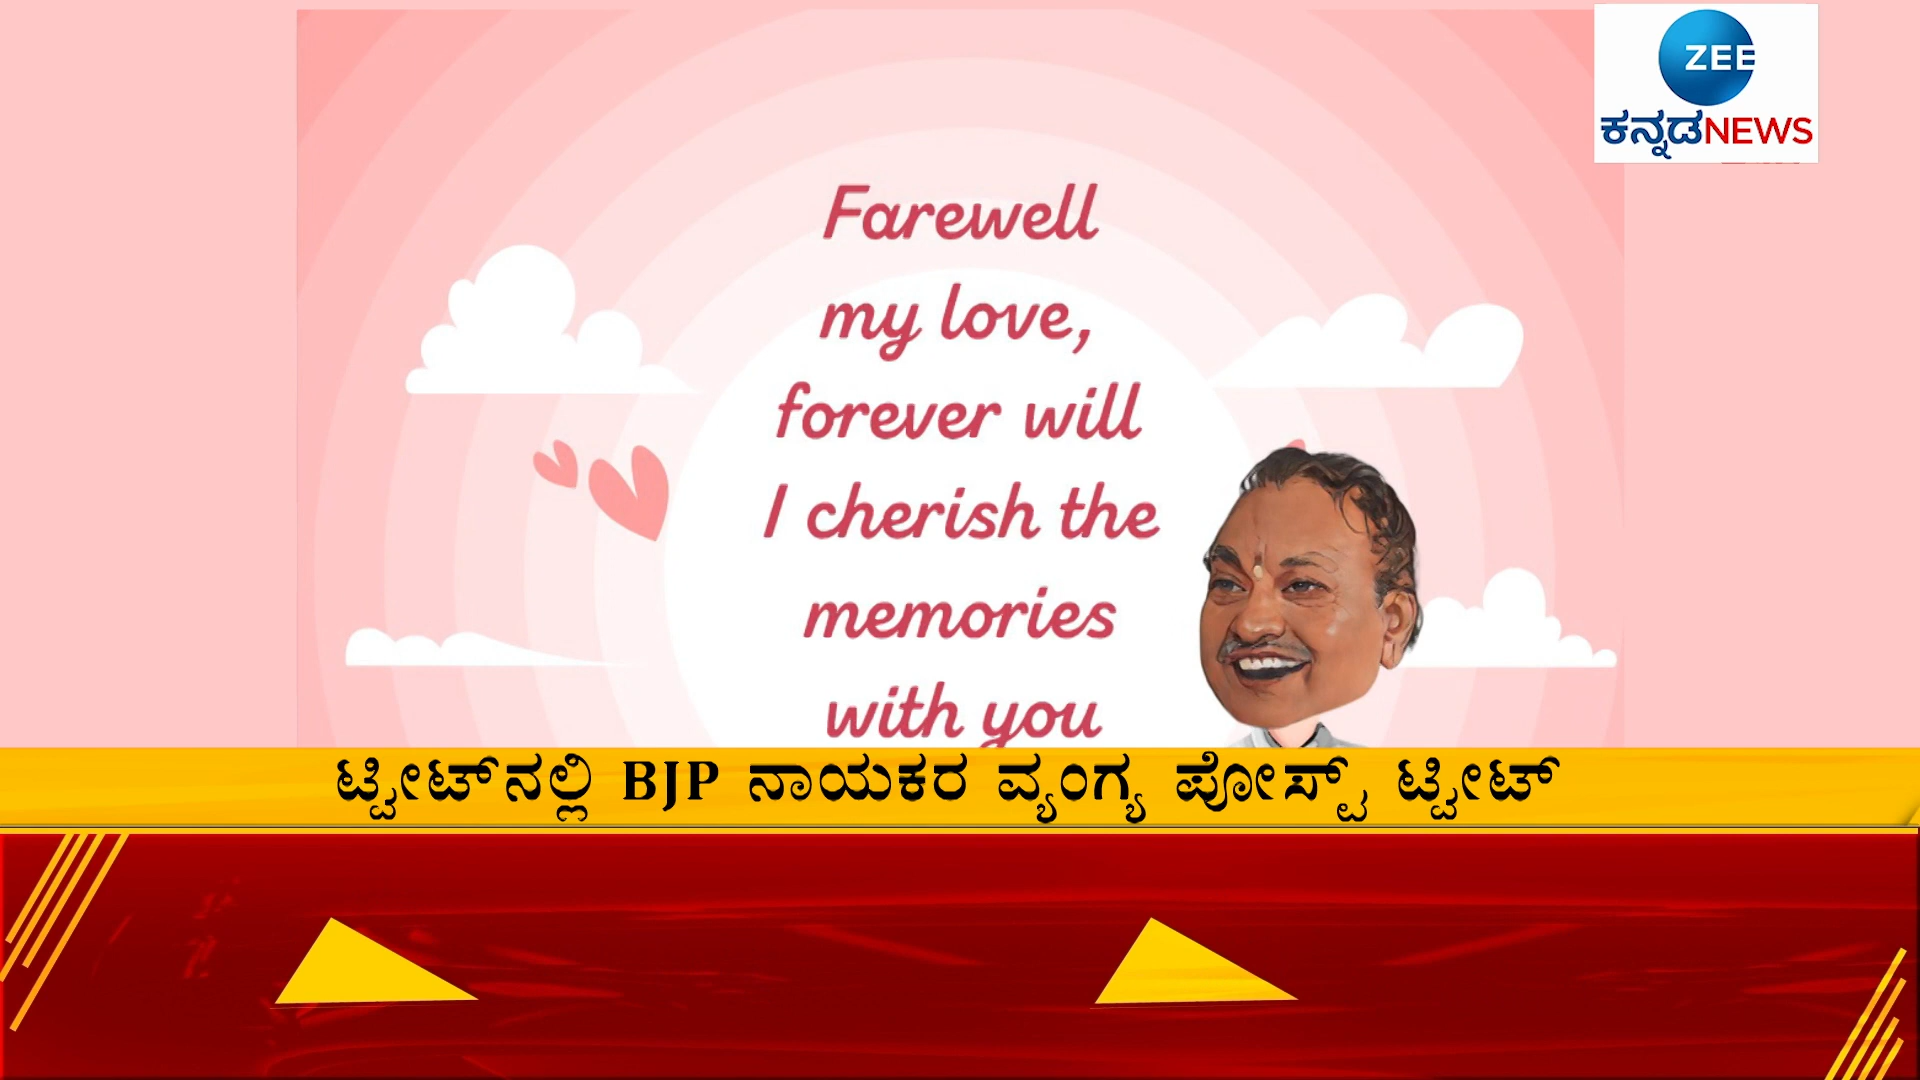 ZEE
ಕನ್ನಡNEWS
Farewell
my love,
forever will
I cherish the
memories
with you
ಟ್ವೀಟ್‌ನಲ್ಲಿ BJP ನಾಯಕರ ವ್ಯಂಗ್ಯ ಪೋಸ್ಟ್ ಟ್ವೀಟ್